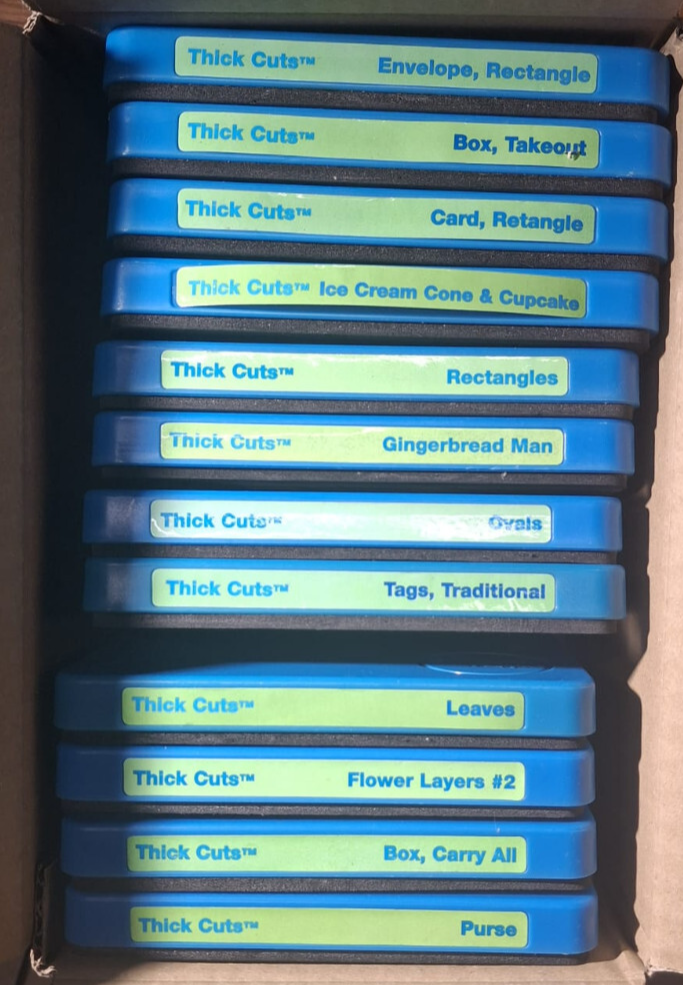 Thick Cuts™ Envelope, Rectangle
Thick Cuts™ Box, Takeout
Thick Cuts™ Card, Retangle
Thick Cuts™ Ice Cream Cone & Cupcake
Thick Cuts™ Rectangles
Thick Cuts™ Gingerbread Man
Thick Cuts™ Ovals
Thick Cuts™ Tags, Traditional
Thick Cuts™ Leaves
Thick Cuts™ Flower Layers #2
Thick Cuts™ Box, Carry All
Thick Cuts™ Purse